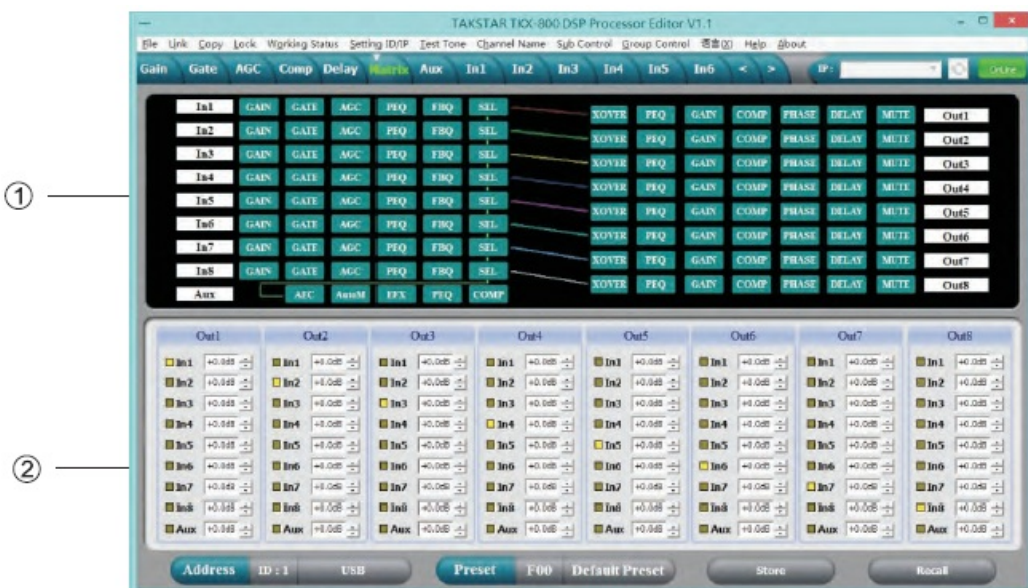 TAKSTAR TKX-800 DSP Processor Editor V1.1
File Link Copy Lock Working Status Setting ID/IP Test Tone Channel Name Sub Control Group Control 语言(X) Help About
Gain Gate AGC Comp Delay Matrix Aux In1 In2 In3 In4 In5 In6 < > IP: OnLine
①
In1 GAIN GATE AGC PEQ FBQ SEL XOVER PEQ GAIN COMP PHASE DELAY MUTE Out1
In2 GAIN GATE AGC PEQ FBQ SEL XOVER PEQ GAIN COMP PHASE DELAY MUTE Out2
In3 GAIN GATE AGC PEQ FBQ SEL XOVER PEQ GAIN COMP PHASE DELAY MUTE Out3
In4 GAIN GATE AGC PEQ FBQ SEL XOVER PEQ GAIN COMP PHASE DELAY MUTE Out4
In5 GAIN GATE AGC PEQ FBQ SEL XOVER PEQ GAIN COMP PHASE DELAY MUTE Out5
In6 GAIN GATE AGC PEQ FBQ SEL XOVER PEQ GAIN COMP PHASE DELAY MUTE Out6
In7 GAIN GATE AGC PEQ FBQ SEL XOVER PEQ GAIN COMP PHASE DELAY MUTE Out7
In8 GAIN GATE AGC PEQ FBQ SEL XOVER PEQ GAIN COMP PHASE DELAY MUTE Out8
Aux AEC AutoM EFX PEQ COMP
②
Out1 Out2 Out3 Out4 Out5 Out6 Out7 Out8
In1 +0.0dB In1 +0.0dB In1 +0.0dB In1 +0.0dB In1 +0.0dB In1 +0.0dB In1 +0.0dB In1 +0.0dB
In2 +0.0dB In2 +0.0dB In2 +0.0dB In2 +0.0dB In2 +0.0dB In2 +0.0dB In2 +0.0dB In2 +0.0dB
In3 +0.0dB In3 +0.0dB In3 +0.0dB In3 +0.0dB In3 +0.0dB In3 +0.0dB In3 +0.0dB In3 +0.0dB
In4 +0.0dB In4 +0.0dB In4 +0.0dB In4 +0.0dB In4 +0.0dB In4 +0.0dB In4 +0.0dB In4 +0.0dB
In5 +0.0dB In5 +0.0dB In5 +0.0dB In5 +0.0dB In5 +0.0dB In5 +0.0dB In5 +0.0dB In5 +0.0dB
In6 +0.0dB In6 +0.0dB In6 +0.0dB In6 +0.0dB In6 +0.0dB In6 +0.0dB In6 +0.0dB In6 +0.0dB
In7 +0.0dB In7 +0.0dB In7 +0.0dB In7 +0.0dB In7 +0.0dB In7 +0.0dB In7 +0.0dB In7 +0.0dB
In8 +0.0dB In8 +0.0dB In8 +0.0dB In8 +0.0dB In8 +0.0dB In8 +0.0dB In8 +0.0dB In8 +0.0dB
Aux +0.0dB Aux +0.0dB Aux +0.0dB Aux +0.0dB Aux +0.0dB Aux +0.0dB Aux +0.0dB Aux +0.0dB
Address ID : 1 USB Preset F00 Default Preset Store Recall